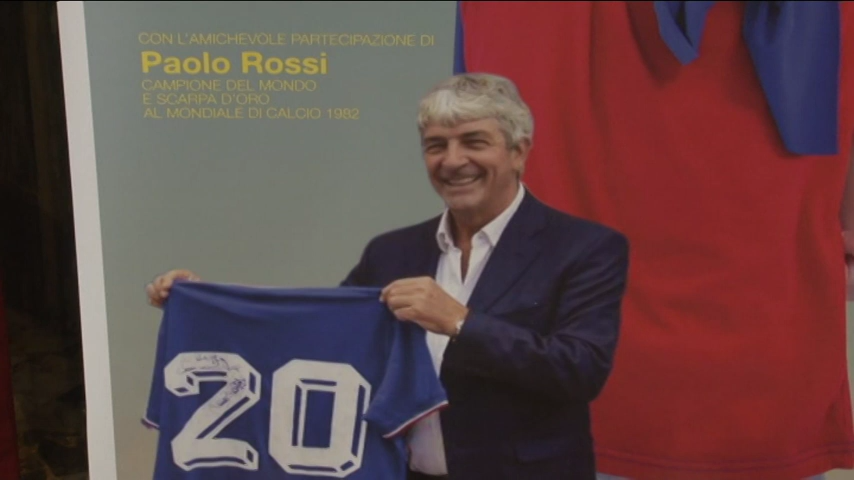 CON L'AMICHEVOLE PARTECIPAZIONE DI
Paolo Rossi
CAMPIONE DEL MONDO
E SCARPA D'ORO
AL MONDIALE DI CALCIO 1982
20